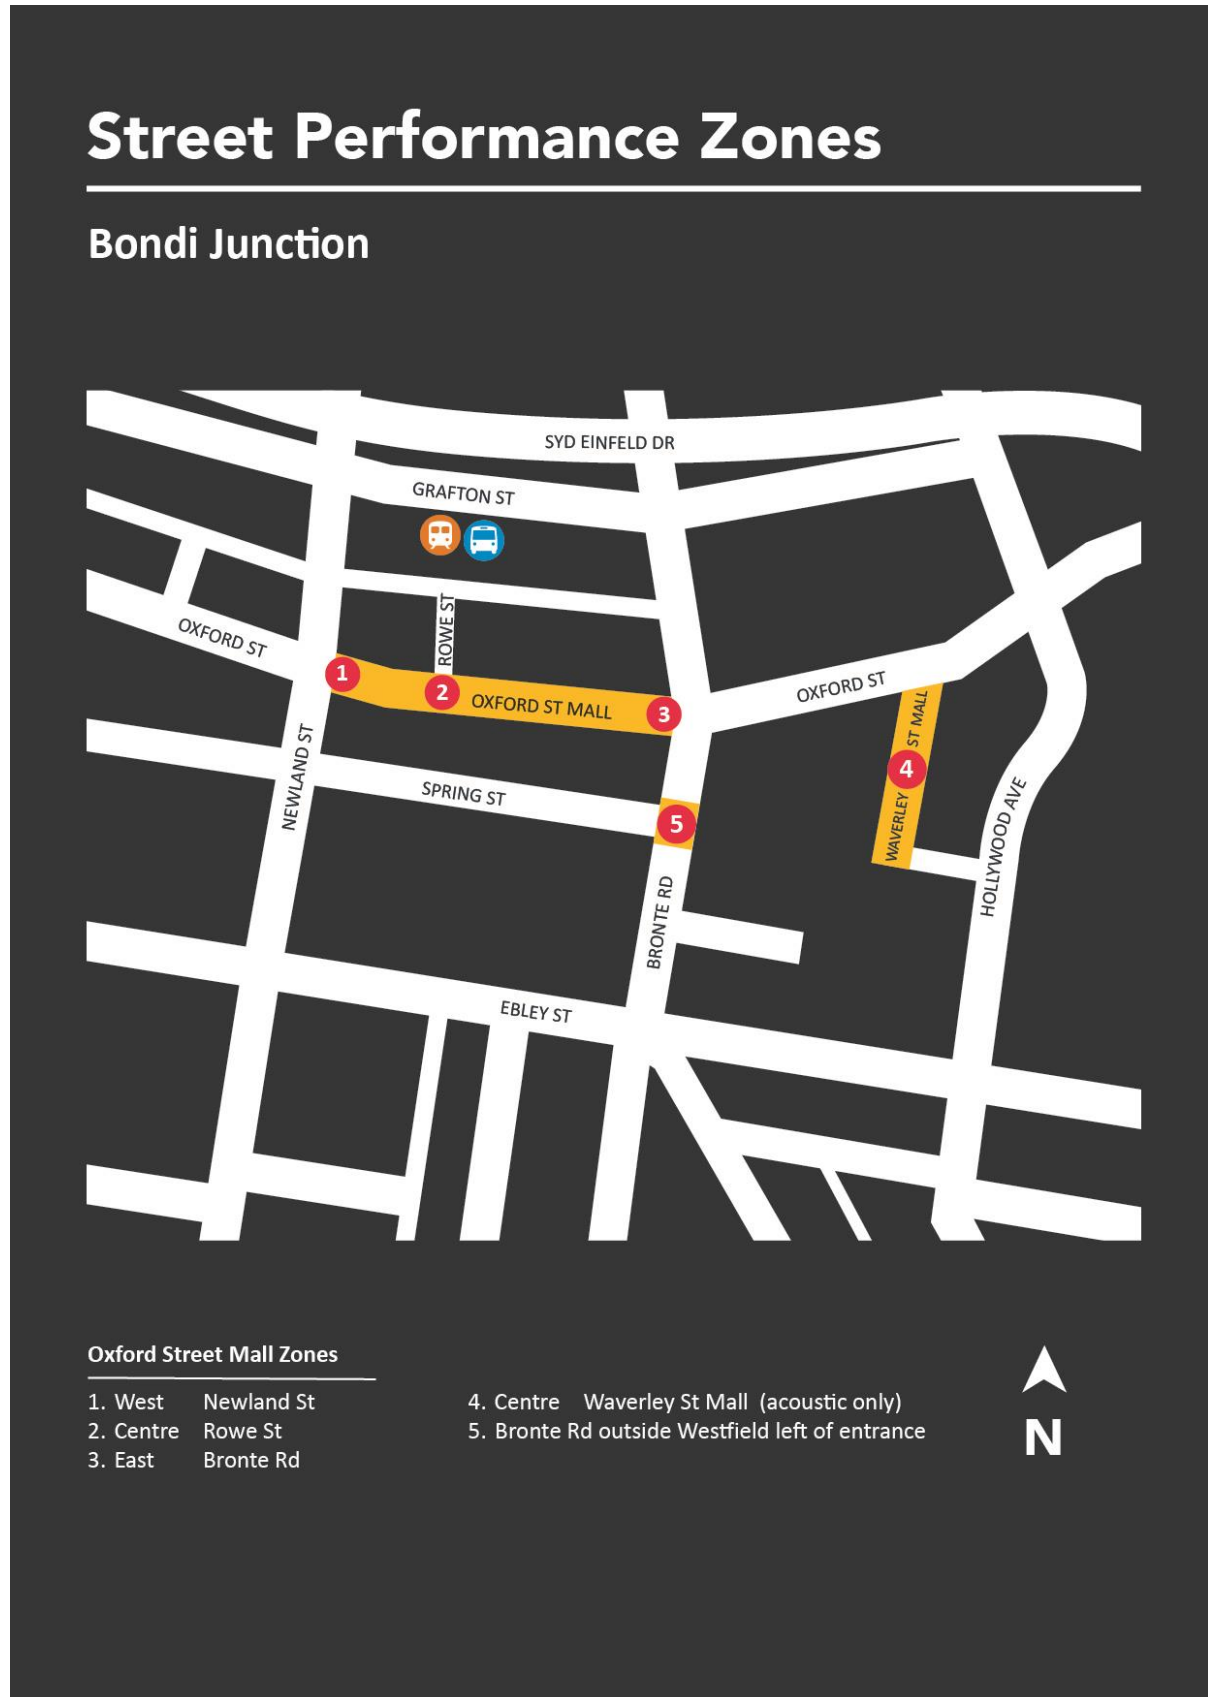 Street Performance Zones
Bondi Junction
SYD EINFELD DR
GRAFTON ST
ROWE ST
OXFORD ST
1
2
OXFORD ST MALL
3
OXFORD ST
WAVERLEY 4 ST MALL
NEWLAND ST
SPRING ST
5
HOLLYWOOD AVE
BRONTE RD
EBLEY ST
Oxford Street Mall Zones
1. West Newland St
2. Centre Rowe St
3. East Bronte Rd
4. Centre Waverley St Mall (acoustic only)
5. Bronte Rd outside Westfield left of entrance
N